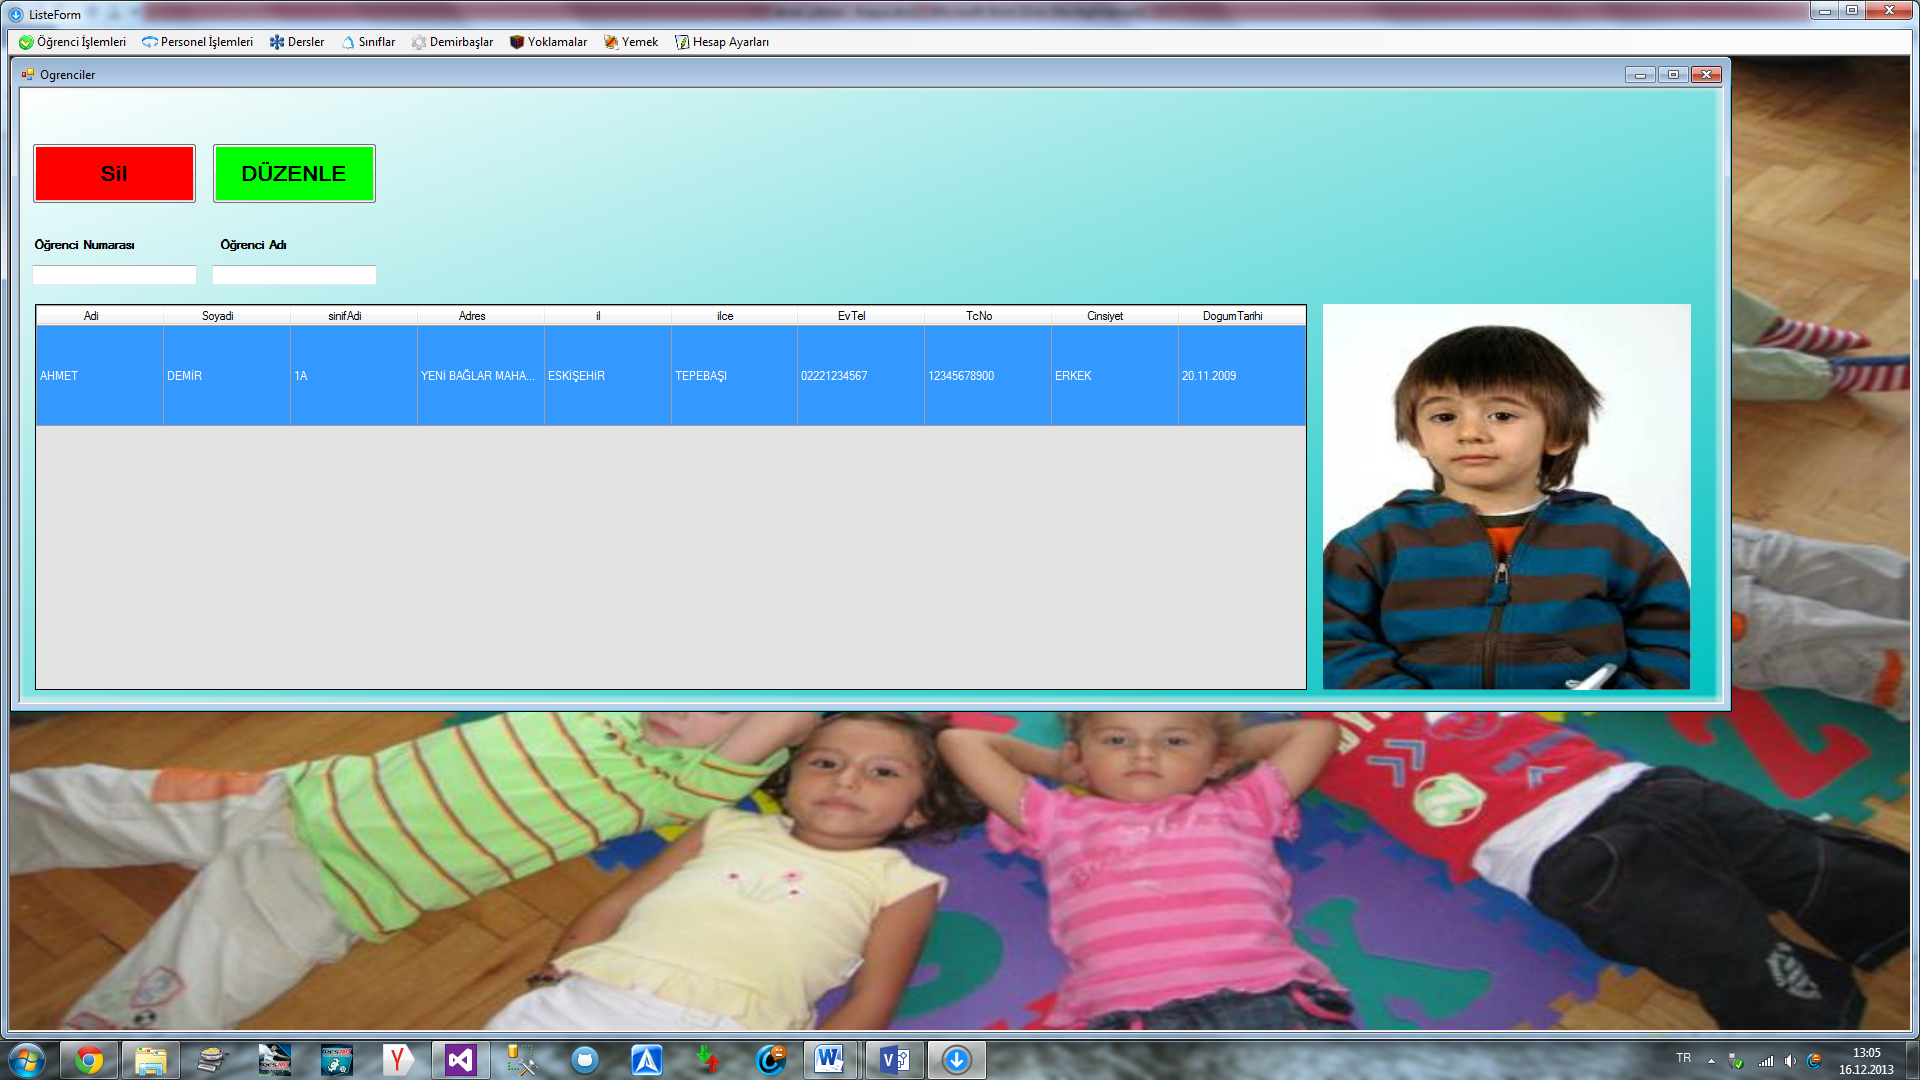 ListeForm
Öğrenci İşlemleri Personel İşlemleri Dersler Sınıflar Demirbaşlar Yoklamalar Yemek Hesap Ayarları
Ogrenciler
Sil DÜZENLE
Öğrenci Numarası Öğrenci Adı
Adi Soyadi sinifAdi Adres il ilce EvTel TcNo Cinsiyet DogumTarihi
AHMET DEMİR 1A YENİ BAĞLAR MAHA... ESKİŞEHİR TEPEBAŞI 02221234567 12345678900 ERKEK 20.11.2009
TR 13:05
16.12.2013